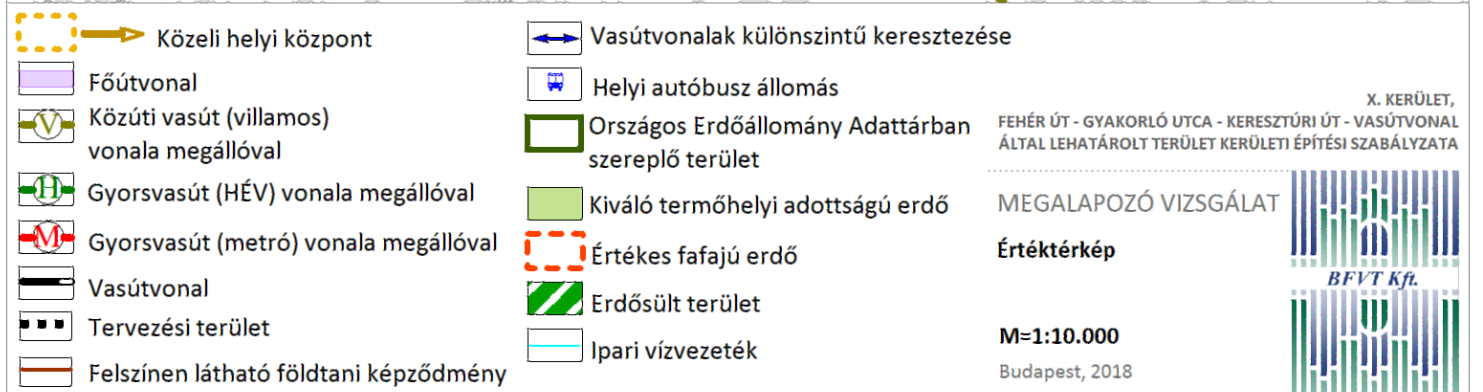 Közeli helyi központ
Főútvonal
V
Közúti vasút (villamos)
vonala megállóval
H
Gyorsvasút (HÉV) vonala megállóval
M
Gyorsvasút (metró) vonala megállóval
Vasútvonal
Tervezési terület
Felszínen látható földtani képződmény
Vasútvonalak különszintű keresztezése
Helyi autóbusz állomás
Országos Erdőállomány Adattárban
szereplő terület
Kiváló termőhelyi adottságú erdő
Értékes fafajú erdő
Erdősült terület
Ipari vízvezeték
X. KERÜLET,
FEHÉR ÚT - GYAKORLÓ UTCA - KERESZTÚRI ÚT - VASÚTVONAL
ÁLTAL LEHATÁROLT TERÜLET KERÜLETI ÉPÍTÉSI SZABÁLYZATA
MEGALAPOZÓ VIZSGÁLAT
Értéktérkép
BFVT Kft.
M=1:10.000
Budapest, 2018